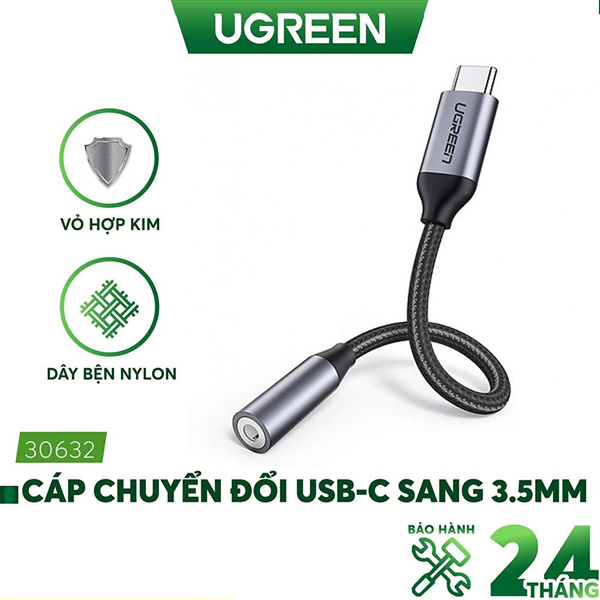 UGREEN
UGREEN
VỎ HỢP KIM
DÂY BỆN NYLON
30632
CÁP CHUYỂN ĐỔI USB-C SANG 3.5MM
BẢO HÀNH
24
THÁNG